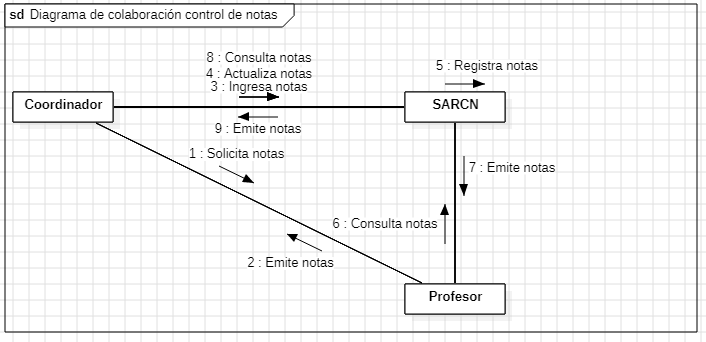 sd Diagrama de colaboración control de notas
8 : Consulta notas
4 : Actualiza notas
3 : Ingresa notas
5 : Registra notas
Coordinador
SARCN
9 : Emite notas
1 : Solicita notas
7 : Emite notas
6 : Consulta notas
2 : Emite notas
Profesor